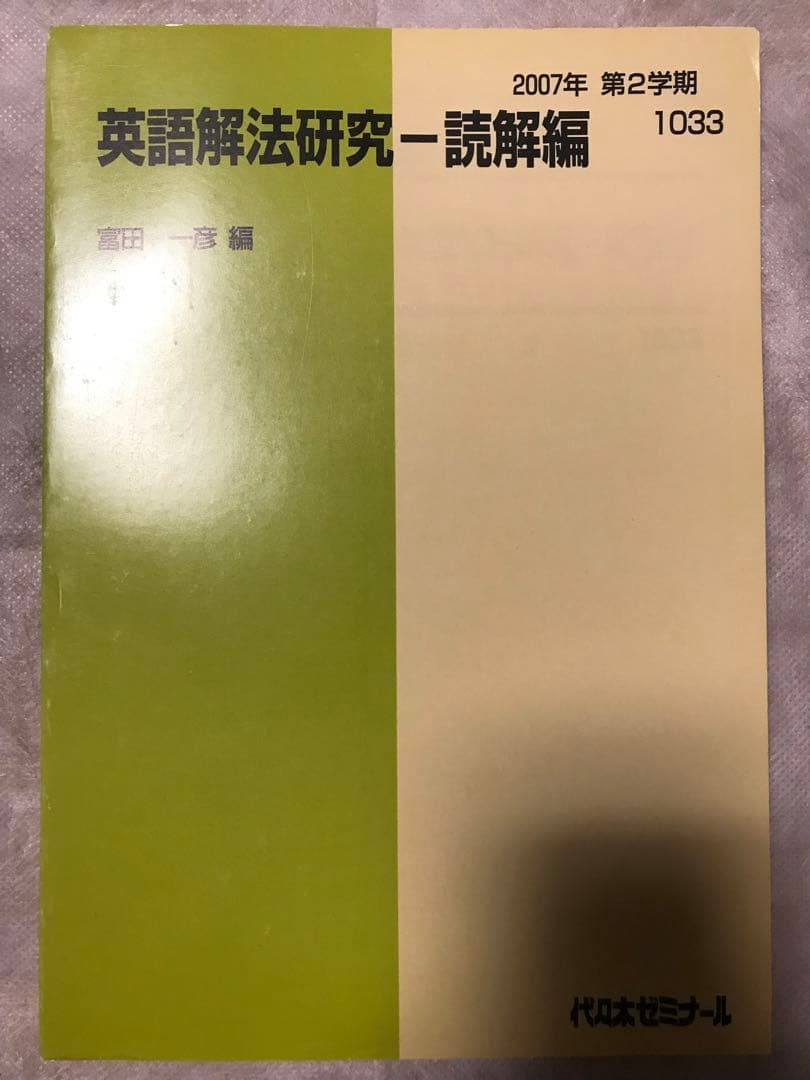 2007年 第2学期
英語解法研究ー読解編 1033
富田 一彦 編
代々木ゼミナール